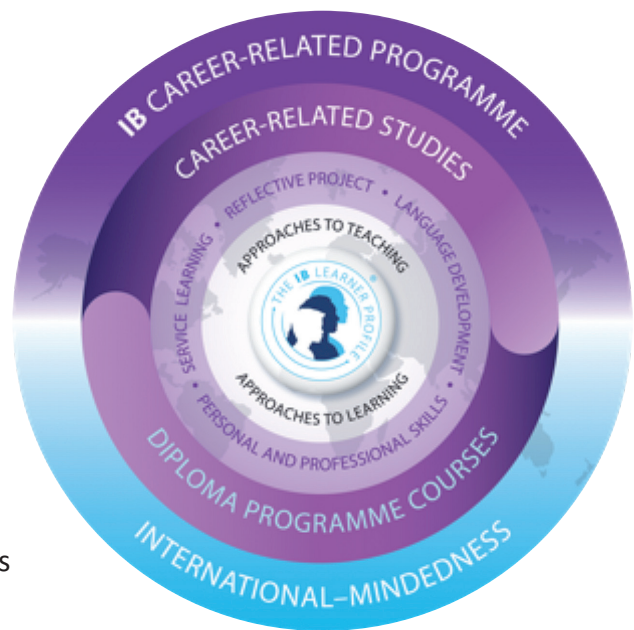 IB CAREER-RELATED PROGRAMME
CAREER-RELATED STUDIES
SERVICE LEARNING • REFLECTIVE PROJECT • LANGUAGE DEVELOPMENT • PERSONAL AND PROFESSIONAL SKILLS •
APPROACHES TO TEACHING
THE IB LEARNER PROFILE ®
APPROACHES TO LEARNING
DIPLOMA PROGRAMME COURSES
INTERNATIONAL–MINDEDNESS
s